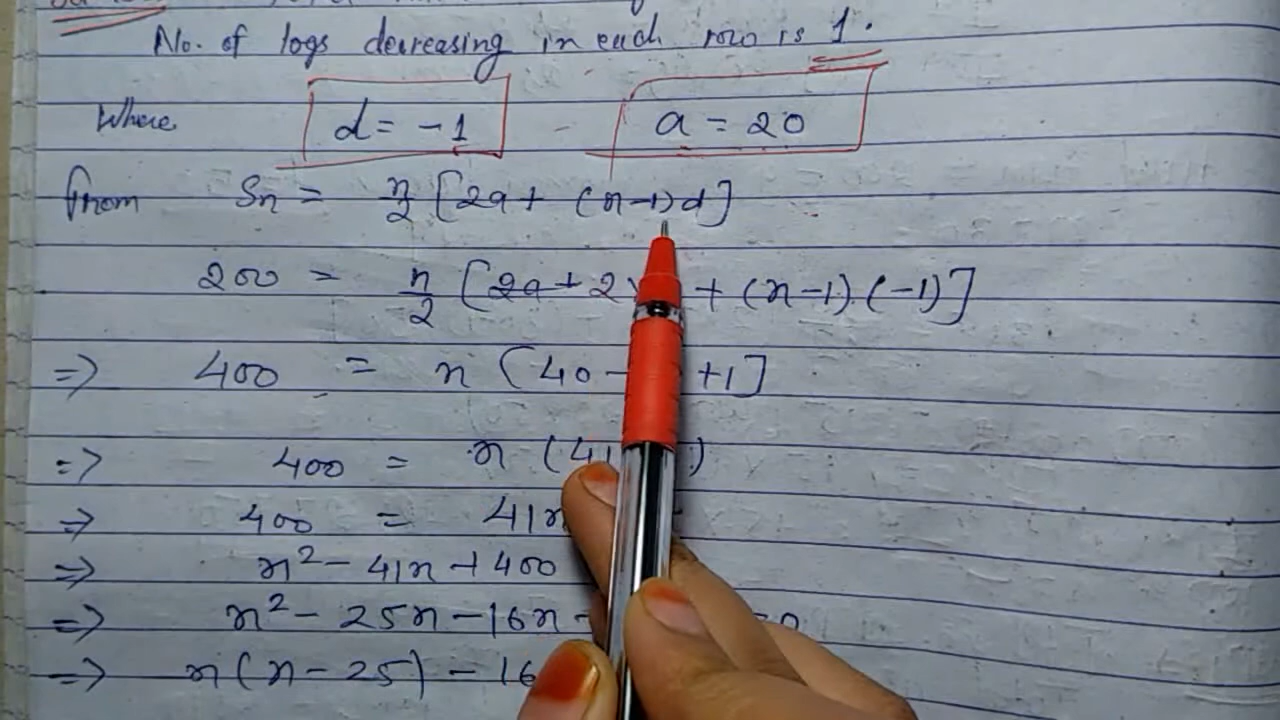 No. of logs decreasing in each row is 1.
Where d = -1 a = 20
from Sn = n/2 [2a + (n-1)d]
200 = n/2 [2a + 2 + (n-1).(-1)]
=> 400 = n (40 - +1]
=> 400 = n (41 )
=> 400 = 41n
=> n² - 41n + 400
=> n² - 25n - 16n - =0
=> n(n - 25) - 16